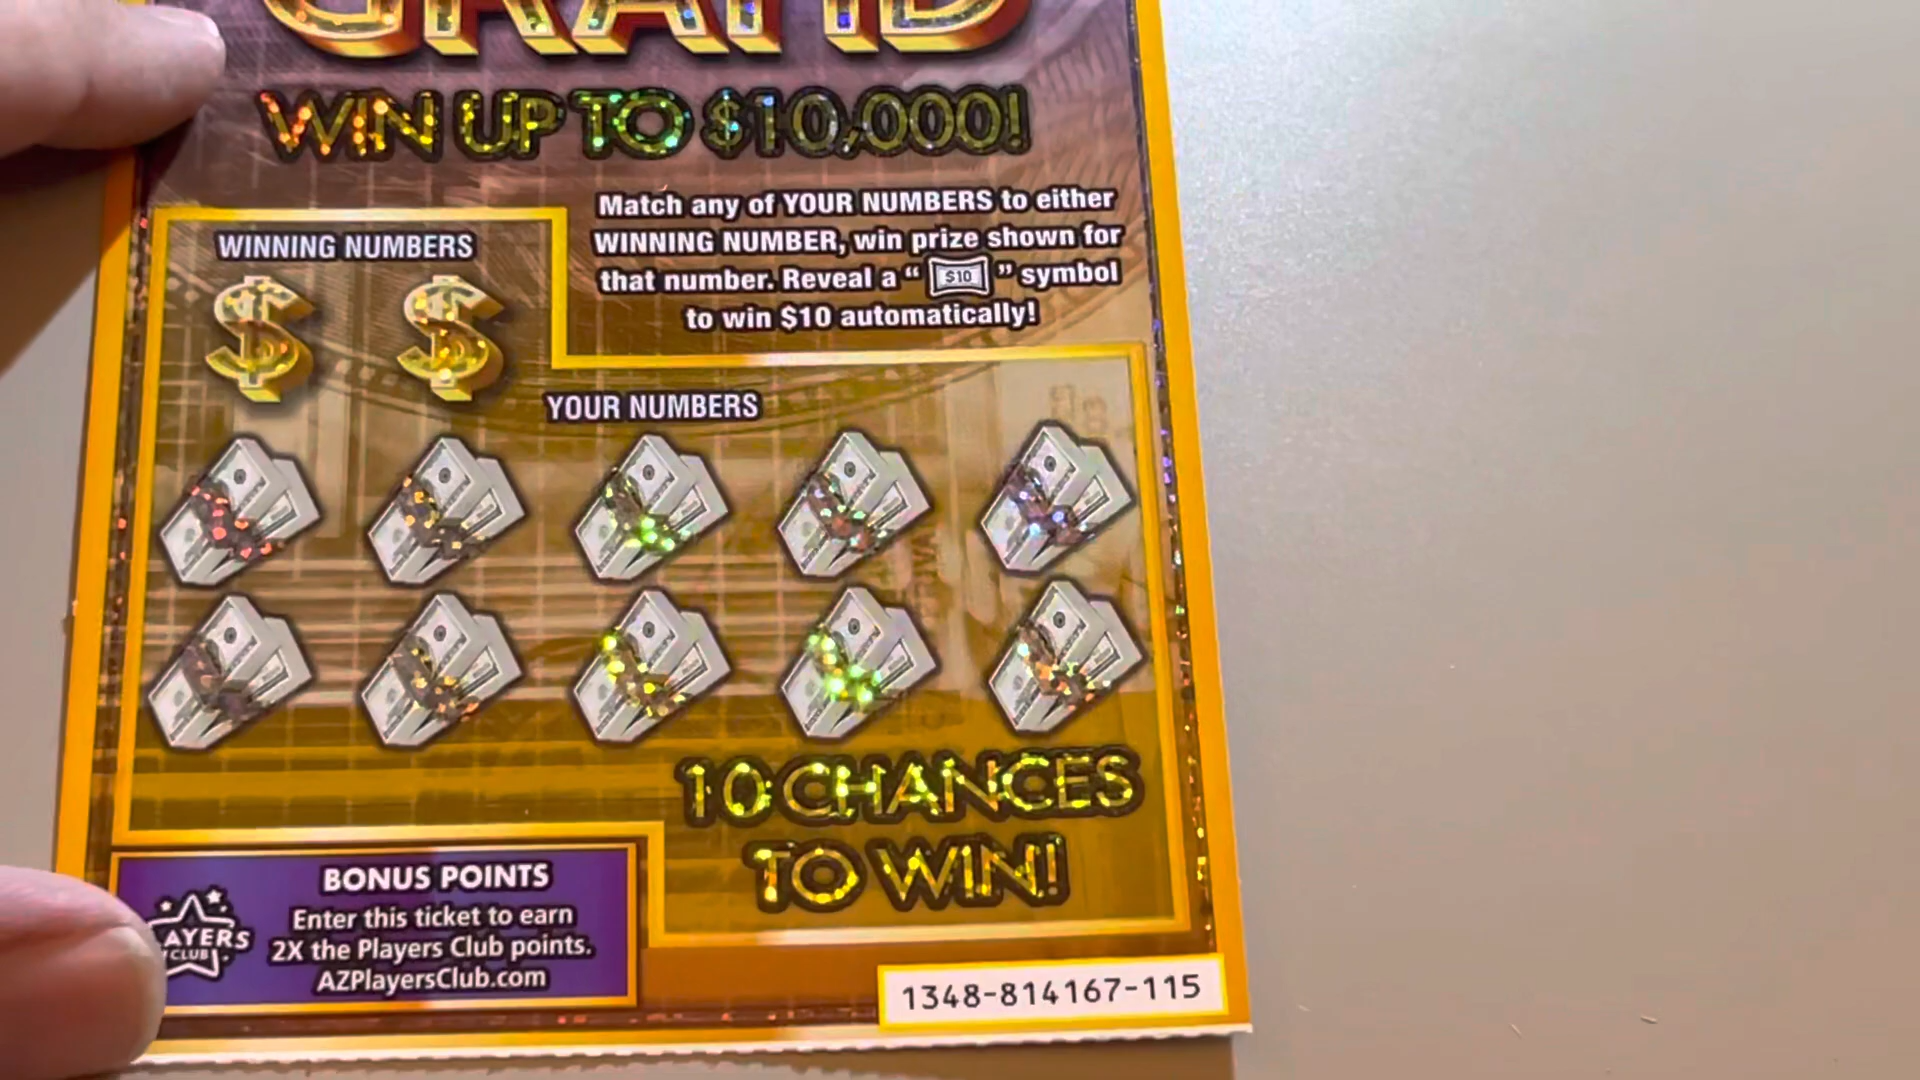 GRAND
WIN UP TO $10,000!
Match any of YOUR NUMBERS to either
WINNING NUMBER, win prize shown for
that number. Reveal a “ $10 ” symbol
to win $10 automatically!
WINNING NUMBERS
$ $
YOUR NUMBERS
10 CHANCES
TO WIN!
BONUS POINTS
Enter this ticket to earn
2X the Players Club points.
AZPlayersClub.com
AYERS
CLUB
1348-814167-115